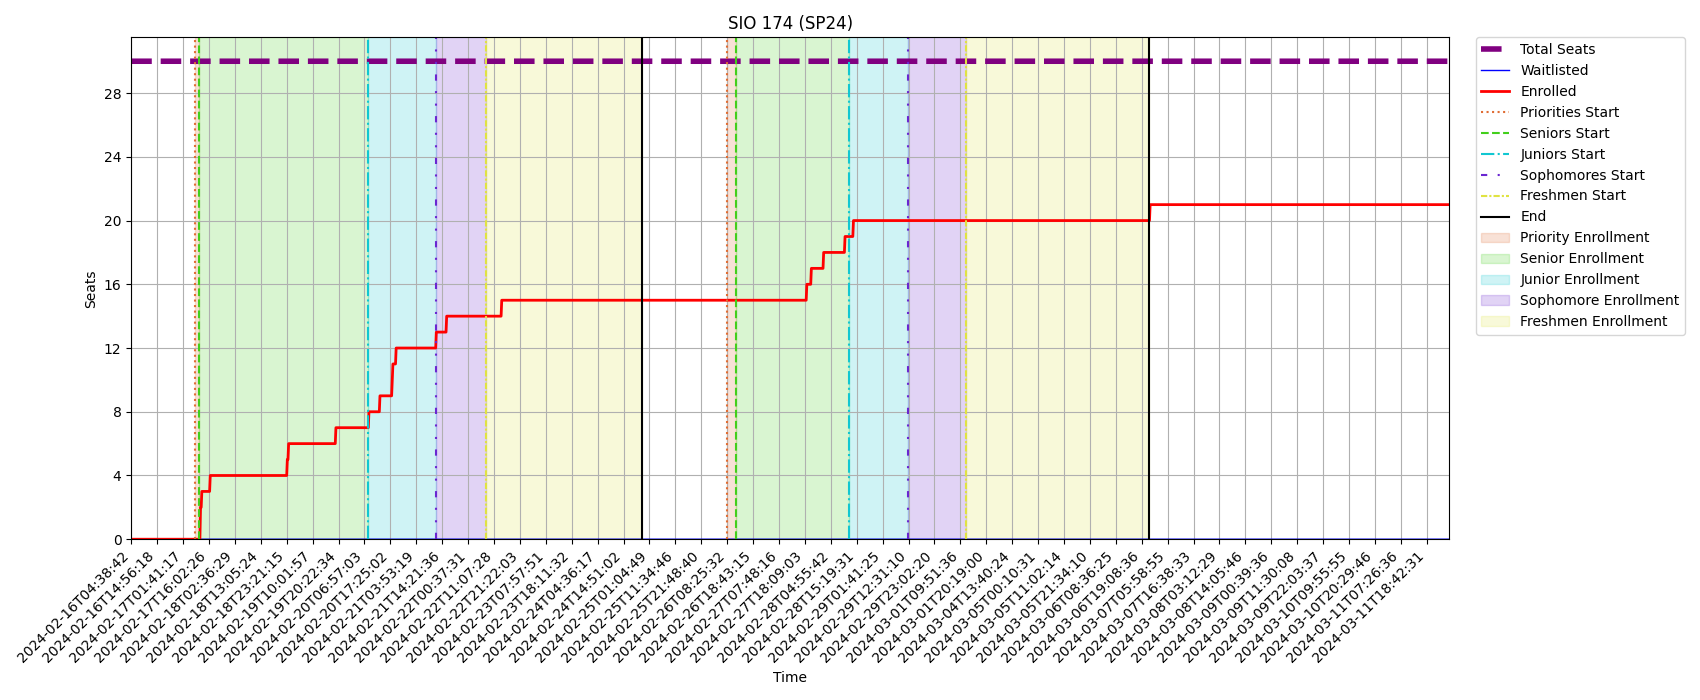 SIO 174 (SP24)
Seats
28
24
20
16
12
8
4
0
2024-02-16T04:38:42
2024-02-16T14:56:18
2024-02-17T01:41:17
2024-02-17T16:02:26
2024-02-18T02:36:29
2024-02-18T13:05:24
2024-02-18T23:21:15
2024-02-19T10:01:57
2024-02-19T20:22:34
2024-02-20T06:57:03
2024-02-20T17:25:02
2024-02-21T03:53:19
2024-02-21T14:21:36
2024-02-22T00:37:31
2024-02-22T11:07:28
2024-02-22T21:22:03
2024-02-23T07:57:51
2024-02-23T18:11:32
2024-02-24T04:36:17
2024-02-24T14:51:02
2024-02-25T01:04:49
2024-02-25T11:34:46
2024-02-25T21:48:40
2024-02-26T08:25:32
2024-02-26T18:43:15
2024-02-27T07:48:16
2024-02-27T18:09:03
2024-02-28T04:55:42
2024-02-28T15:19:31
2024-02-29T01:41:25
2024-02-29T12:31:10
2024-02-29T23:02:20
2024-03-01T09:51:36
2024-03-01T20:19:00
2024-03-04T13:40:24
2024-03-05T00:10:31
2024-03-05T11:02:14
2024-03-05T21:34:10
2024-03-06T08:36:25
2024-03-06T19:08:36
2024-03-07T05:58:55
2024-03-07T16:38:33
2024-03-08T03:12:29
2024-03-08T14:05:46
2024-03-09T00:39:36
2024-03-09T11:30:08
2024-03-09T22:03:37
2024-03-10T09:55:55
2024-03-10T20:29:46
2024-03-11T07:26:36
2024-03-11T18:42:31
Time
Total Seats
Waitlisted
Enrolled
Priorities Start
Seniors Start
Juniors Start
Sophomores Start
Freshmen Start
End
Priority Enrollment
Senior Enrollment
Junior Enrollment
Sophomore Enrollment
Freshmen Enrollment